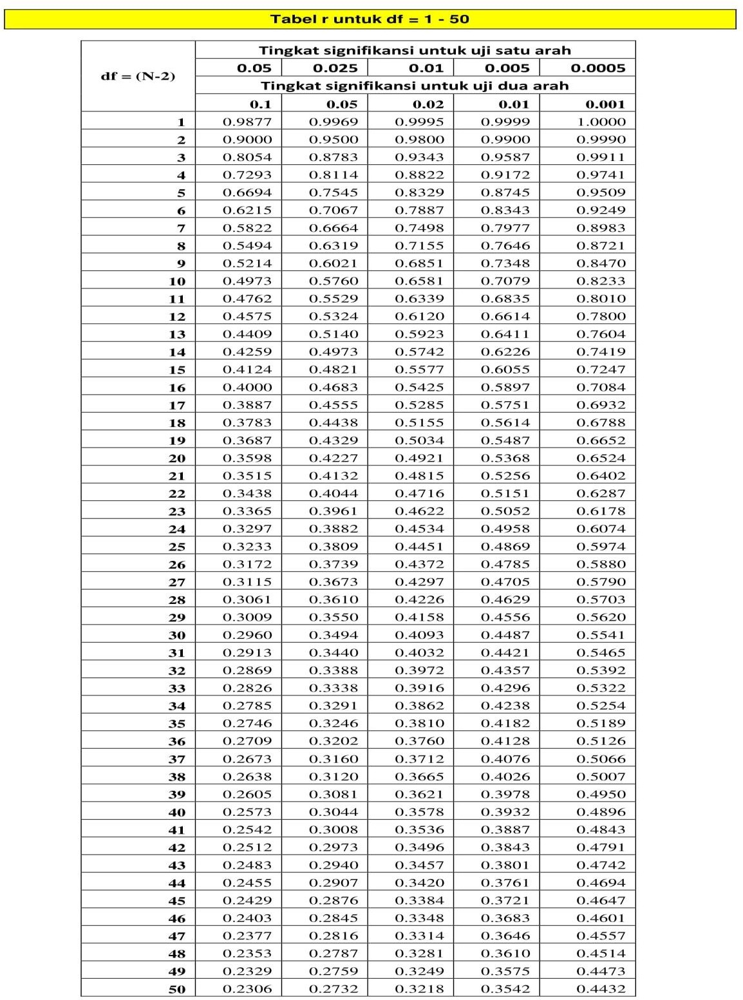 Tabel r untuk df = 1 - 50
df = (N-2)
Tingkat signifikansi untuk uji satu arah
0.05 0.025 0.01 0.005 0.0005
Tingkat signifikansi untuk uji dua arah
0.1 0.05 0.02 0.01 0.001
1 0.9877 0.9969 0.9995 0.9999 1.0000
2 0.9000 0.9500 0.9800 0.9900 0.9990
3 0.8054 0.8783 0.9343 0.9587 0.9911
4 0.7293 0.8114 0.8822 0.9172 0.9741
5 0.6694 0.7545 0.8329 0.8745 0.9509
6 0.6215 0.7067 0.7887 0.8343 0.9249
7 0.5822 0.6664 0.7498 0.7977 0.8983
8 0.5494 0.6319 0.7155 0.7646 0.8721
9 0.5214 0.6021 0.6851 0.7348 0.8470
10 0.4973 0.5760 0.6581 0.7079 0.8233
11 0.4762 0.5529 0.6339 0.6835 0.8010
12 0.4575 0.5324 0.6120 0.6614 0.7800
13 0.4409 0.5140 0.5923 0.6411 0.7604
14 0.4259 0.4973 0.5742 0.6226 0.7419
15 0.4124 0.4821 0.5577 0.6055 0.7247
16 0.4000 0.4683 0.5425 0.5897 0.7084
17 0.3887 0.4555 0.5285 0.5751 0.6932
18 0.3783 0.4438 0.5155 0.5614 0.6788
19 0.3687 0.4329 0.5034 0.5487 0.6652
20 0.3598 0.4227 0.4921 0.5368 0.6524
21 0.3515 0.4132 0.4815 0.5256 0.6402
22 0.3438 0.4044 0.4716 0.5151 0.6287
23 0.3365 0.3961 0.4622 0.5052 0.6178
24 0.3297 0.3882 0.4534 0.4958 0.6074
25 0.3233 0.3809 0.4451 0.4869 0.5974
26 0.3172 0.3739 0.4372 0.4785 0.5880
27 0.3115 0.3673 0.4297 0.4705 0.5790
28 0.3061 0.3610 0.4226 0.4629 0.5703
29 0.3009 0.3550 0.4158 0.4556 0.5620
30 0.2960 0.3494 0.4093 0.4487 0.5541
31 0.2913 0.3440 0.4032 0.4421 0.5465
32 0.2869 0.3388 0.3972 0.4357 0.5392
33 0.2826 0.3338 0.3916 0.4296 0.5322
34 0.2785 0.3291 0.3862 0.4238 0.5254
35 0.2746 0.3246 0.3810 0.4182 0.5189
36 0.2709 0.3202 0.3760 0.4128 0.5126
37 0.2673 0.3160 0.3712 0.4076 0.5066
38 0.2638 0.3120 0.3665 0.4026 0.5007
39 0.2605 0.3081 0.3621 0.3978 0.4950
40 0.2573 0.3044 0.3578 0.3932 0.4896
41 0.2542 0.3008 0.3536 0.3887 0.4843
42 0.2512 0.2973 0.3496 0.3843 0.4791
43 0.2483 0.2940 0.3457 0.3801 0.4742
44 0.2455 0.2907 0.3420 0.3761 0.4694
45 0.2429 0.2876 0.3384 0.3721 0.4647
46 0.2403 0.2845 0.3348 0.3683 0.4601
47 0.2377 0.2816 0.3314 0.3646 0.4557
48 0.2353 0.2787 0.3281 0.3610 0.4514
49 0.2329 0.2759 0.3249 0.3575 0.4473
50 0.2306 0.2732 0.3218 0.3542 0.4432